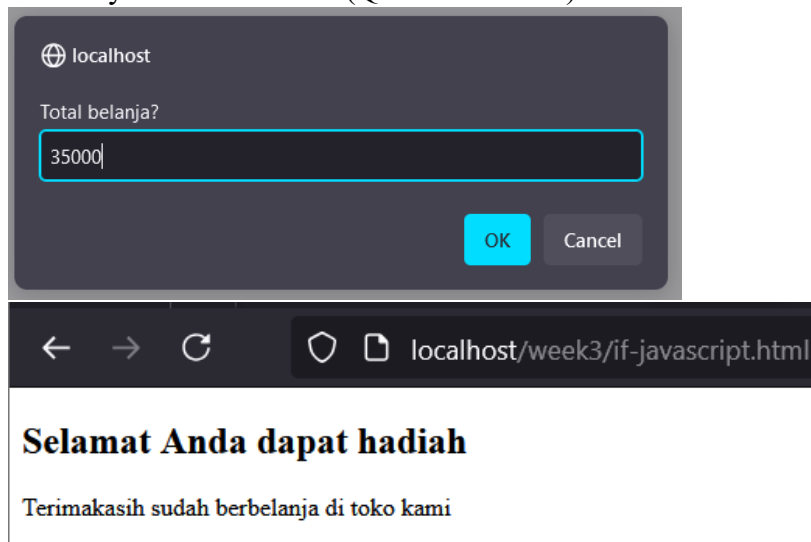 localhost
Total belanja?
35000
OK Cancel
localhost/week3/if-javascript.html
Selamat Anda dapat hadiah
Terimakasih sudah berbelanja di toko kami